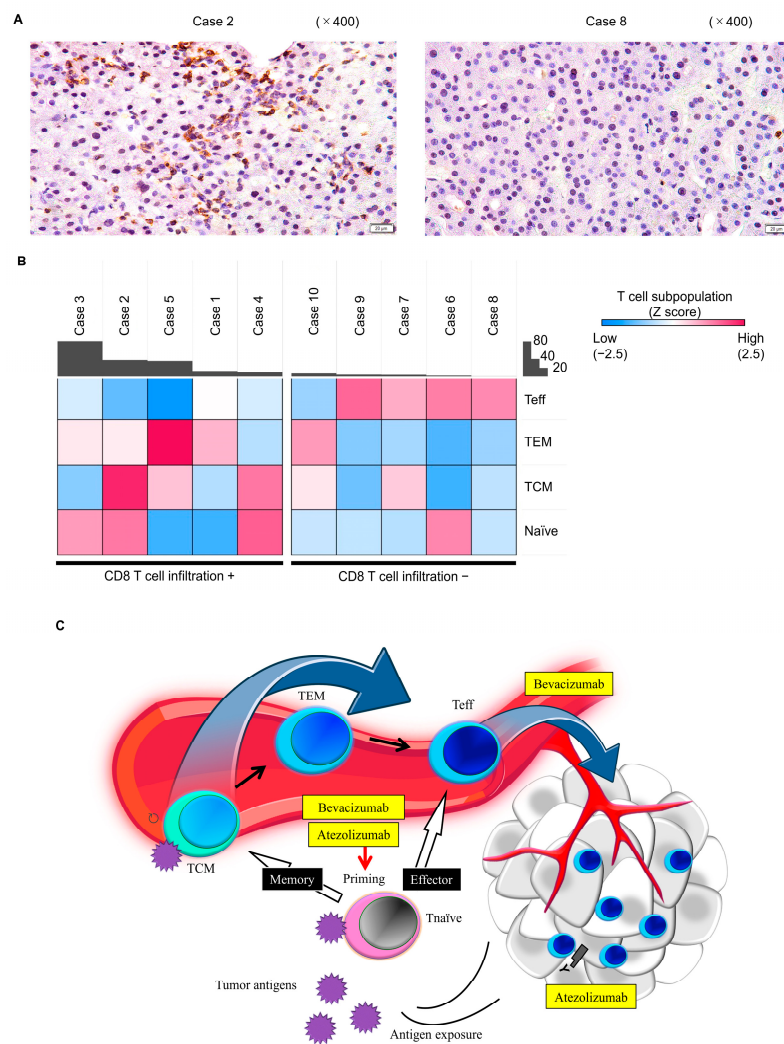 A
Case 2 (×400)
Case 8 (×400)
20 μm
20 μm
B
Case 3
Case 2
Case 5
Case 1
Case 4
Case 10
Case 9
Case 7
Case 6
Case 8
T cell subpopulation
(Z score)
Low
(−2.5)
High
(2.5)
80
40
20
Teff
TEM
TCM
Naïve
CD8 T cell infiltration +
CD8 T cell infiltration −
C
Bevacizumab
TEM
Teff
Bevacizumab
Atezolizumab
TCM
Memory
Priming
Effector
Tnaïve
Tumor antigens
Atezolizumab
Antigen exposure